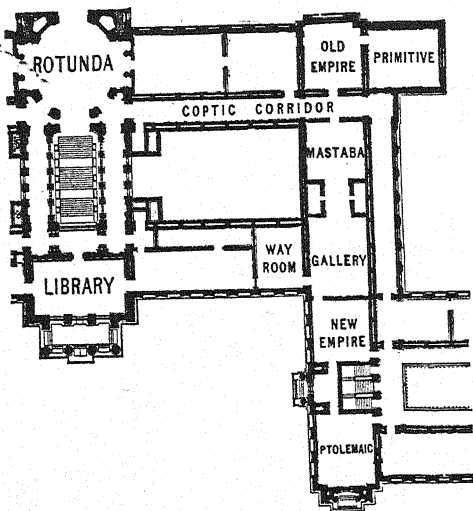 ROTUNDA
OLD
EMPIRE
PRIMITIVE
COPTIC CORRIDOR
MASTABA
WAY
ROOM
GALLERY
LIBRARY
NEW
EMPIRE
PTOLEMAIC